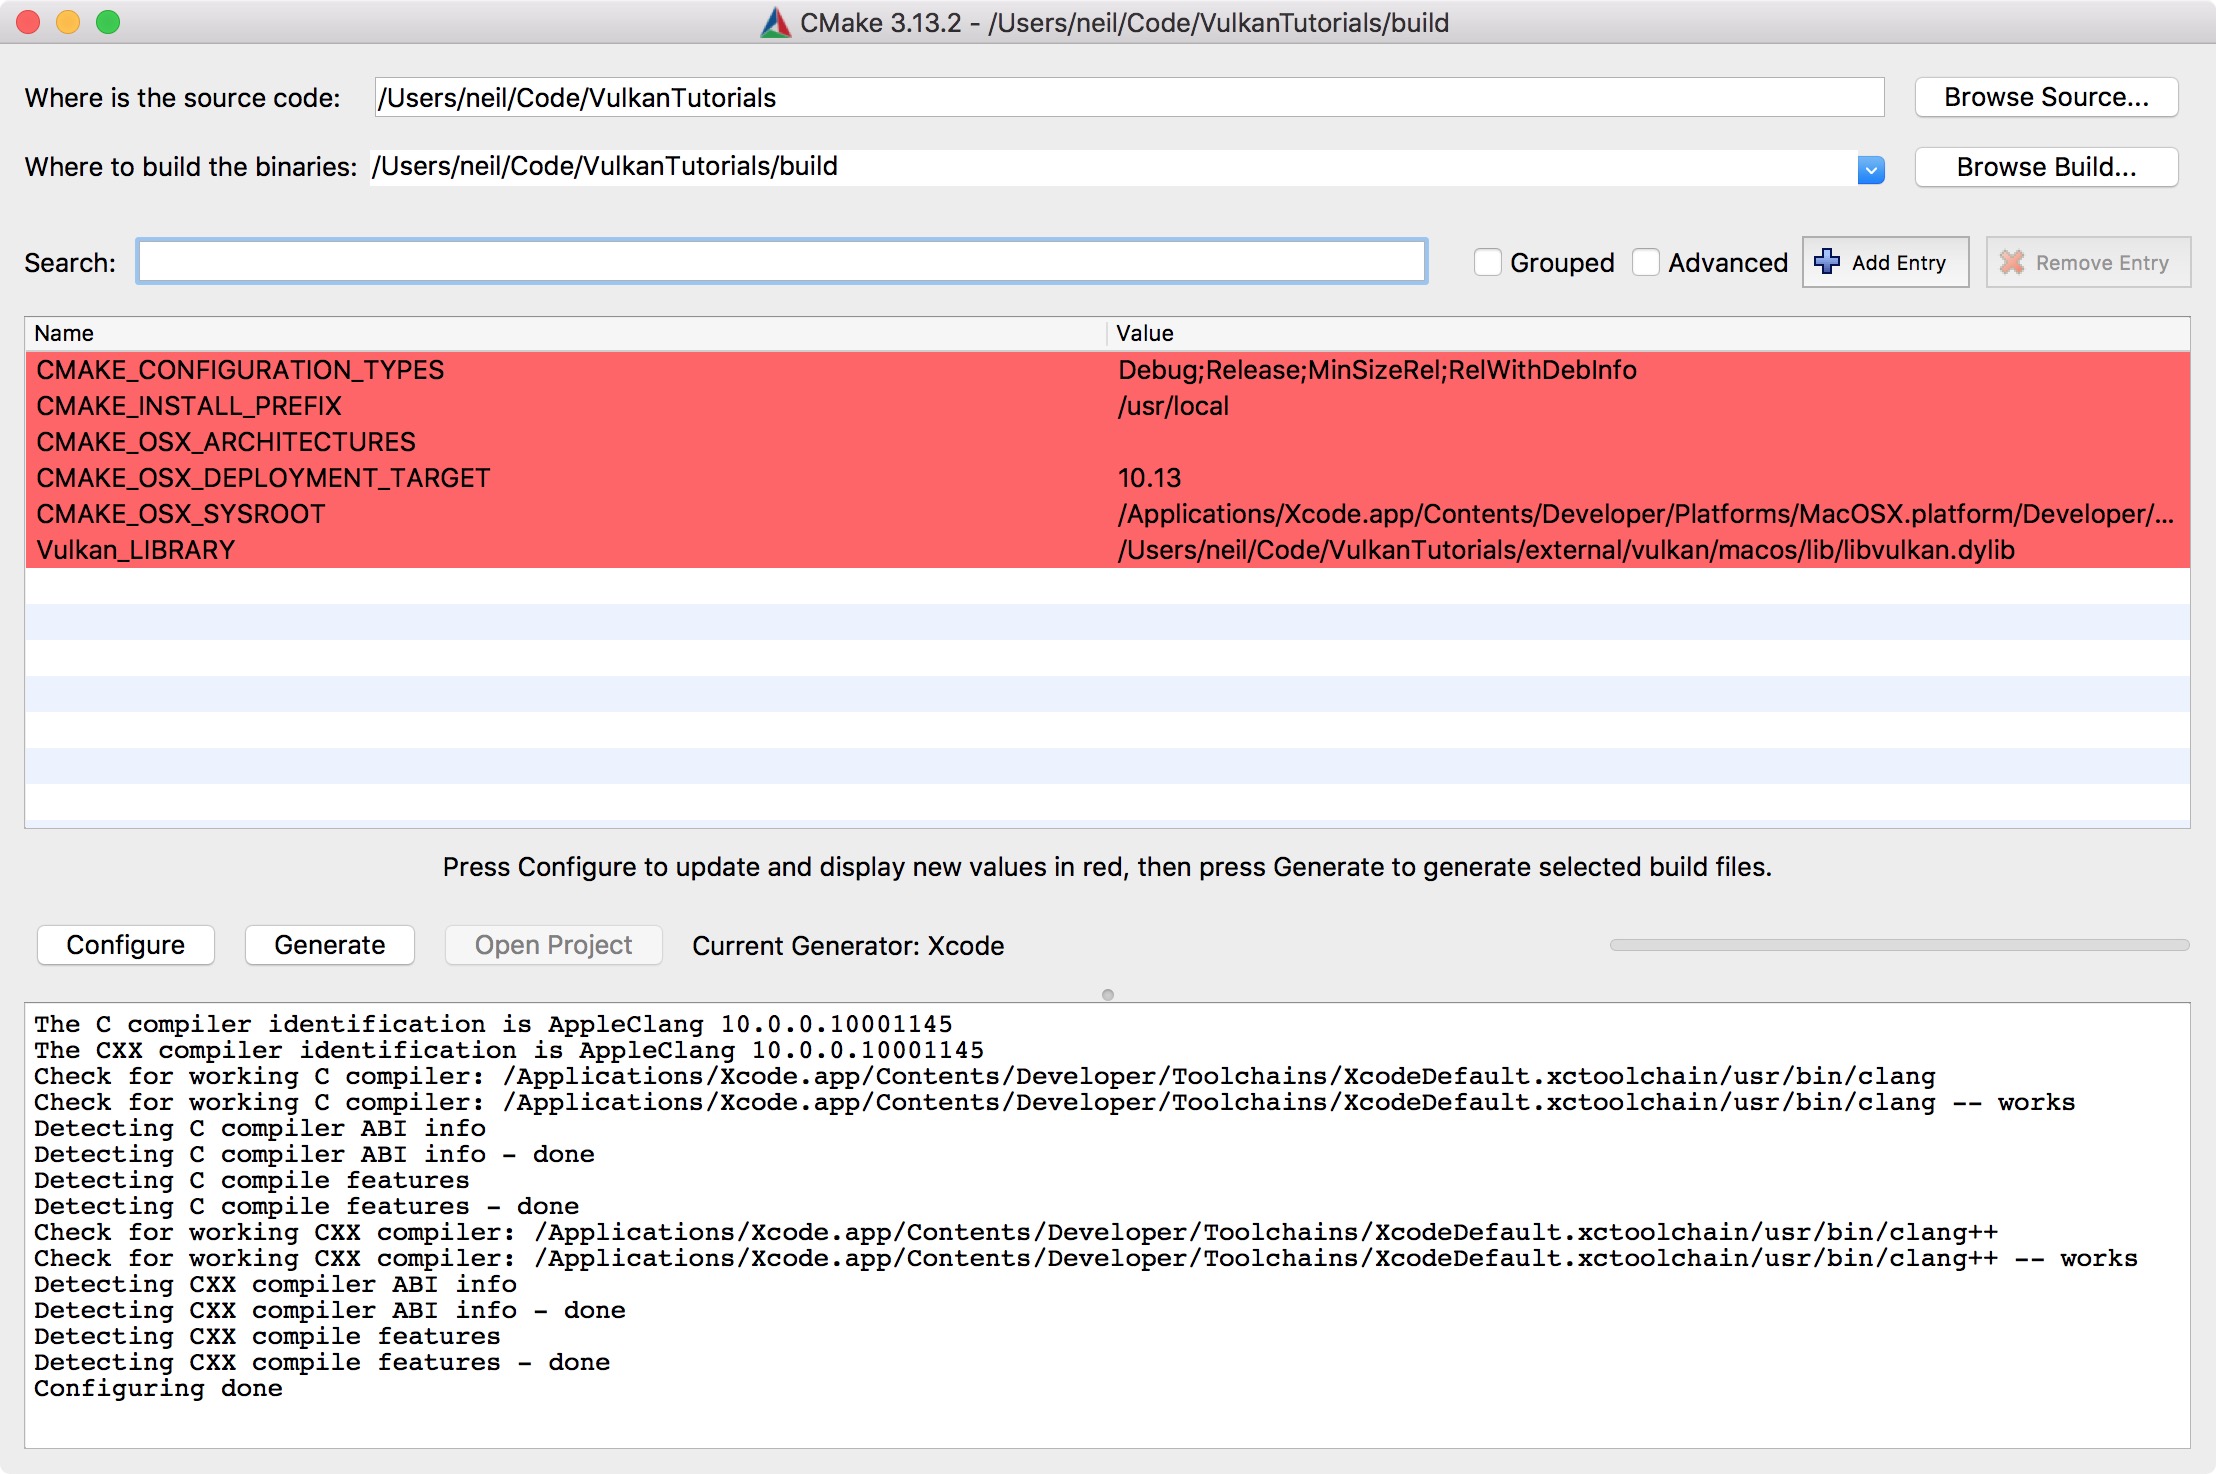 CMake 3.13.2 - /Users/neil/Code/VulkanTutorials/build
Where is the source code: /Users/neil/Code/VulkanTutorials Browse Source...
Where to build the binaries: /Users/neil/Code/VulkanTutorials/build Browse Build...
Search: Grouped Advanced Add Entry Remove Entry
Name Value
CMAKE_CONFIGURATION_TYPES Debug;Release;MinSizeRel;RelWithDebInfo
CMAKE_INSTALL_PREFIX /usr/local
CMAKE_OSX_ARCHITECTURES
CMAKE_OSX_DEPLOYMENT_TARGET 10.13
CMAKE_OSX_SYSROOT /Applications/Xcode.app/Contents/Developer/Platforms/MacOSX.platform/Developer/...
Vulkan_LIBRARY /Users/neil/Code/VulkanTutorials/external/vulkan/macos/lib/libvulkan.dylib
Press Configure to update and display new values in red, then press Generate to generate selected build files.
Configure Generate Open Project Current Generator: Xcode
The C compiler identification is AppleClang 10.0.0.10001145
The CXX compiler identification is AppleClang 10.0.0.10001145
Check for working C compiler: /Applications/Xcode.app/Contents/Developer/Toolchains/XcodeDefault.xctoolchain/usr/bin/clang
Check for working C compiler: /Applications/Xcode.app/Contents/Developer/Toolchains/XcodeDefault.xctoolchain/usr/bin/clang -- works
Detecting C compiler ABI info
Detecting C compiler ABI info - done
Detecting C compile features
Detecting C compile features - done
Check for working CXX compiler: /Applications/Xcode.app/Contents/Developer/Toolchains/XcodeDefault.xctoolchain/usr/bin/clang++
Check for working CXX compiler: /Applications/Xcode.app/Contents/Developer/Toolchains/XcodeDefault.xctoolchain/usr/bin/clang++ -- works
Detecting CXX compiler ABI info
Detecting CXX compiler ABI info - done
Detecting CXX compile features
Detecting CXX compile features - done
Configuring done